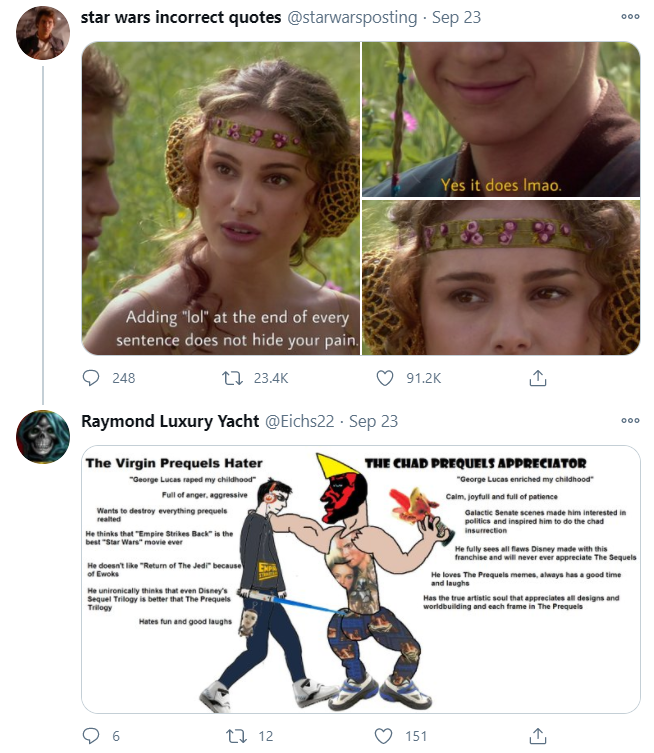 star wars incorrect quotes @starwarsposting · Sep 23
Adding "lol" at the end of every
sentence does not hide your pain.
Yes it does lmao.
248 23.4K 91.2K
Raymond Luxury Yacht @Eichs22 · Sep 23
The Virgin Prequels Hater
"George Lucas raped my childhood"
Full of anger, aggressive
Wants to destroy everything prequels
realted
He thinks that "Empire Strikes Back" is the
best "Star Wars" movie ever
He doesn't like "Return of The Jedi" because
of Ewoks
He unironically thinks that even Disney's
Sequel Trilogy is better that The Prequels
Trilogy
Hates fun and good laughs
THE CHAD PREQUELS APPRECIATOR
"George Lucas enriched my childhood"
Calm, joyfull and full of patience
Galactic Senate scenes made him interested in
politics and inspired him to do the chad
insurrection
He fully sees all flaws Disney made with this
franchise and will never ever appreciate The Sequels
He loves The Prequels memes, always has a good time
and laughs
Has the true artistic soul that appreciates all designs and
worldbuilding and each frame in The Prequels
6 12 151